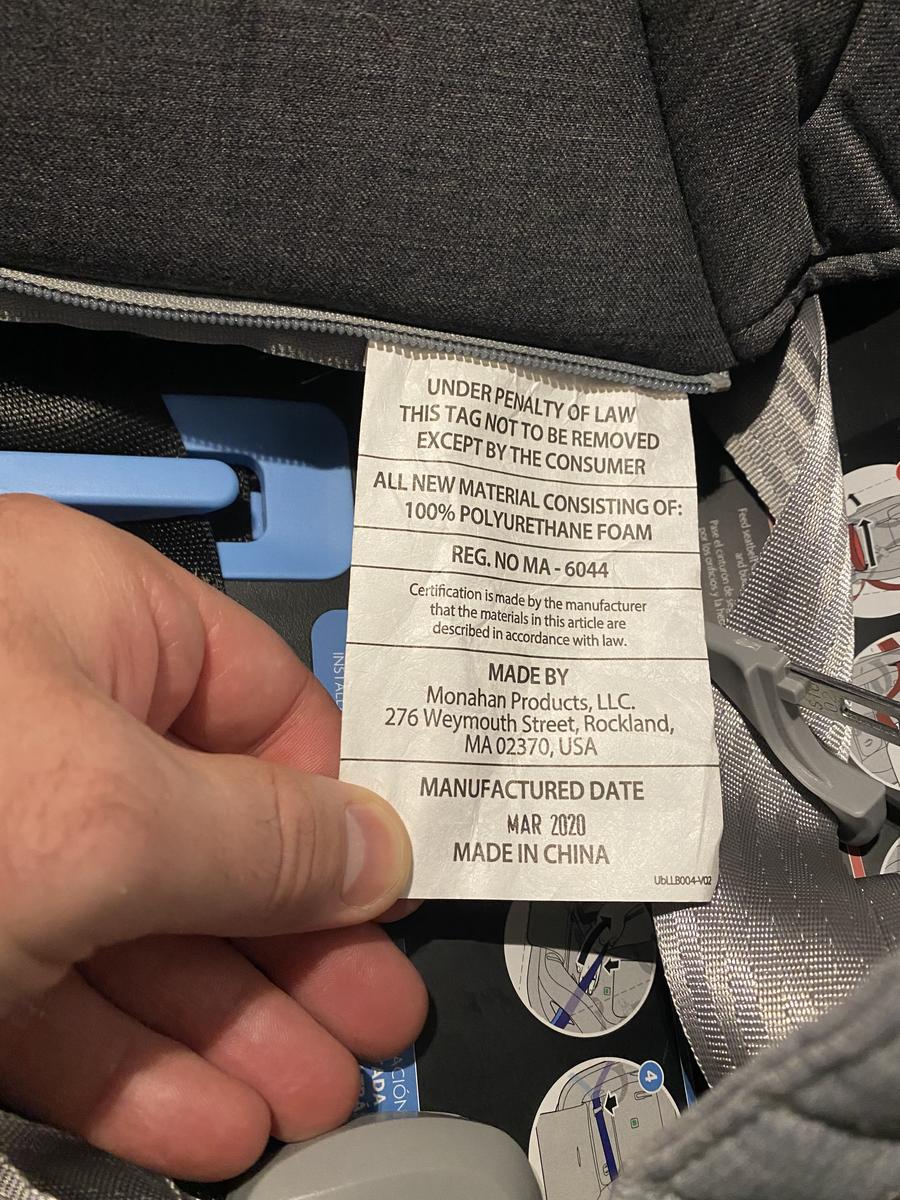 UNDER PENALTY OF LAW
THIS TAG NOT TO BE REMOVED
EXCEPT BY THE CONSUMER
ALL NEW MATERIAL CONSISTING OF:
100% POLYURETHANE FOAM
REG. NO MA - 6044
Certification is made by the manufacturer
that the materials in this article are
described in accordance with law.
MADE BY
Monahan Products, LLC.
276 Weymouth Street, Rockland,
MA 02370, USA
MANUFACTURED DATE
MAR 2020
MADE IN CHINA
UbLLB004-V02
4